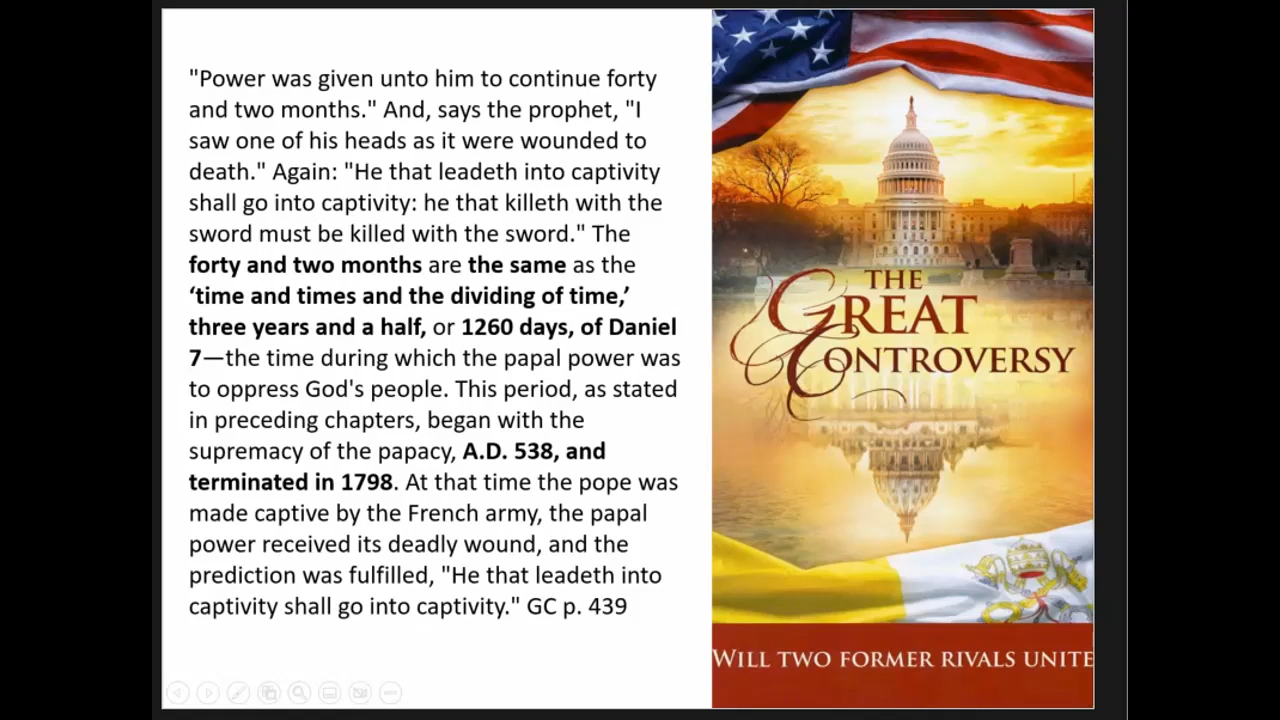 "Power was given unto him to continue forty
and two months." And, says the prophet, "I
saw one of his heads as it were wounded to
death." Again: "He that leadeth into captivity
shall go into captivity: he that killeth with the
sword must be killed with the sword." The
forty and two months are the same as the
‘time and times and the dividing of time,’
three years and a half, or 1260 days, of Daniel
7—the time during which the papal power was
to oppress God's people. This period, as stated
in preceding chapters, began with the
supremacy of the papacy, A.D. 538, and
terminated in 1798. At that time the pope was
made captive by the French army, the papal
power received its deadly wound, and the
prediction was fulfilled, "He that leadeth into
captivity shall go into captivity." GC p. 439
THE
GREAT
CONTROVERSY
WILL TWO FORMER RIVALS UNITE